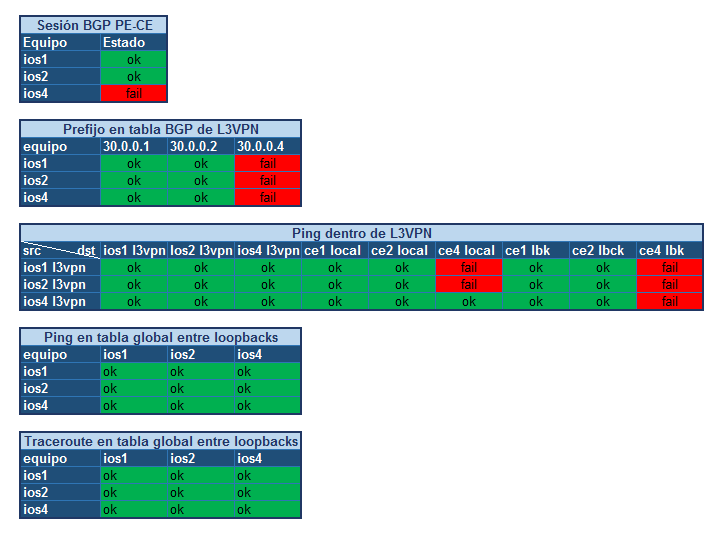 Sesión BGP PE-CE
Equipo Estado
ios1 ok
ios2 ok
ios4 fail
Prefijo en tabla BGP de L3VPN
equipo 30.0.0.1 30.0.0.2 30.0.0.4
ios1 ok ok fail
ios2 ok ok fail
ios4 ok ok fail
Ping dentro de L3VPN
src dst ios1 l3vpn Ios2 l3vpn ios4 l3vpn ce1 local ce2 local ce4 local ce1 lbk ce2 lbck ce4 lbk
ios1 l3vpn ok ok ok ok ok fail ok ok fail
ios2 l3vpn ok ok ok ok ok fail ok ok fail
ios4 l3vpn ok ok ok ok ok ok ok ok fail
Ping en tabla global entre loopbacks
equipo ios1 ios2 ios4
ios1 ok ok ok
ios2 ok ok ok
ios4 ok ok ok
Traceroute en tabla global entre loopbacks
equipo ios1 ios2 ios4
ios1 ok ok ok
ios2 ok ok ok
ios4 ok ok ok